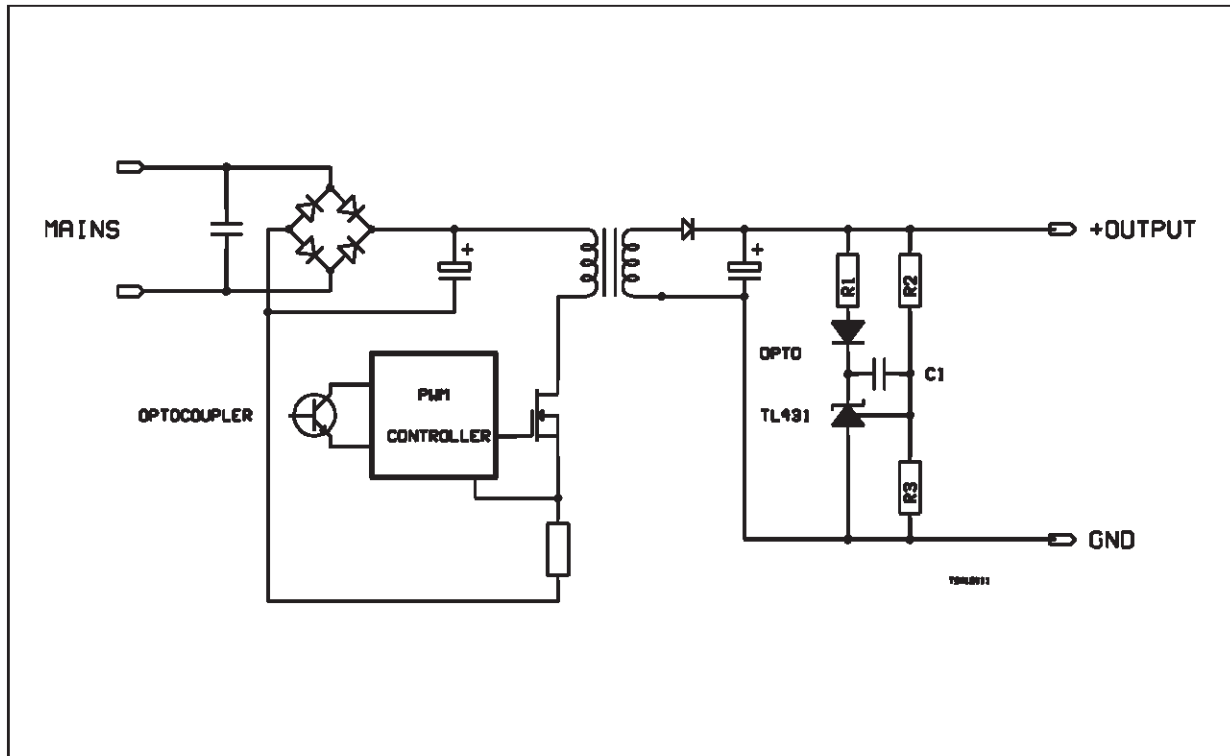 MAINS
+
+
+OUTPUT
R1
R2
OPTO
C1
PWM
OPTOCOUPLER
TL431
CONTROLLER
R3
GND